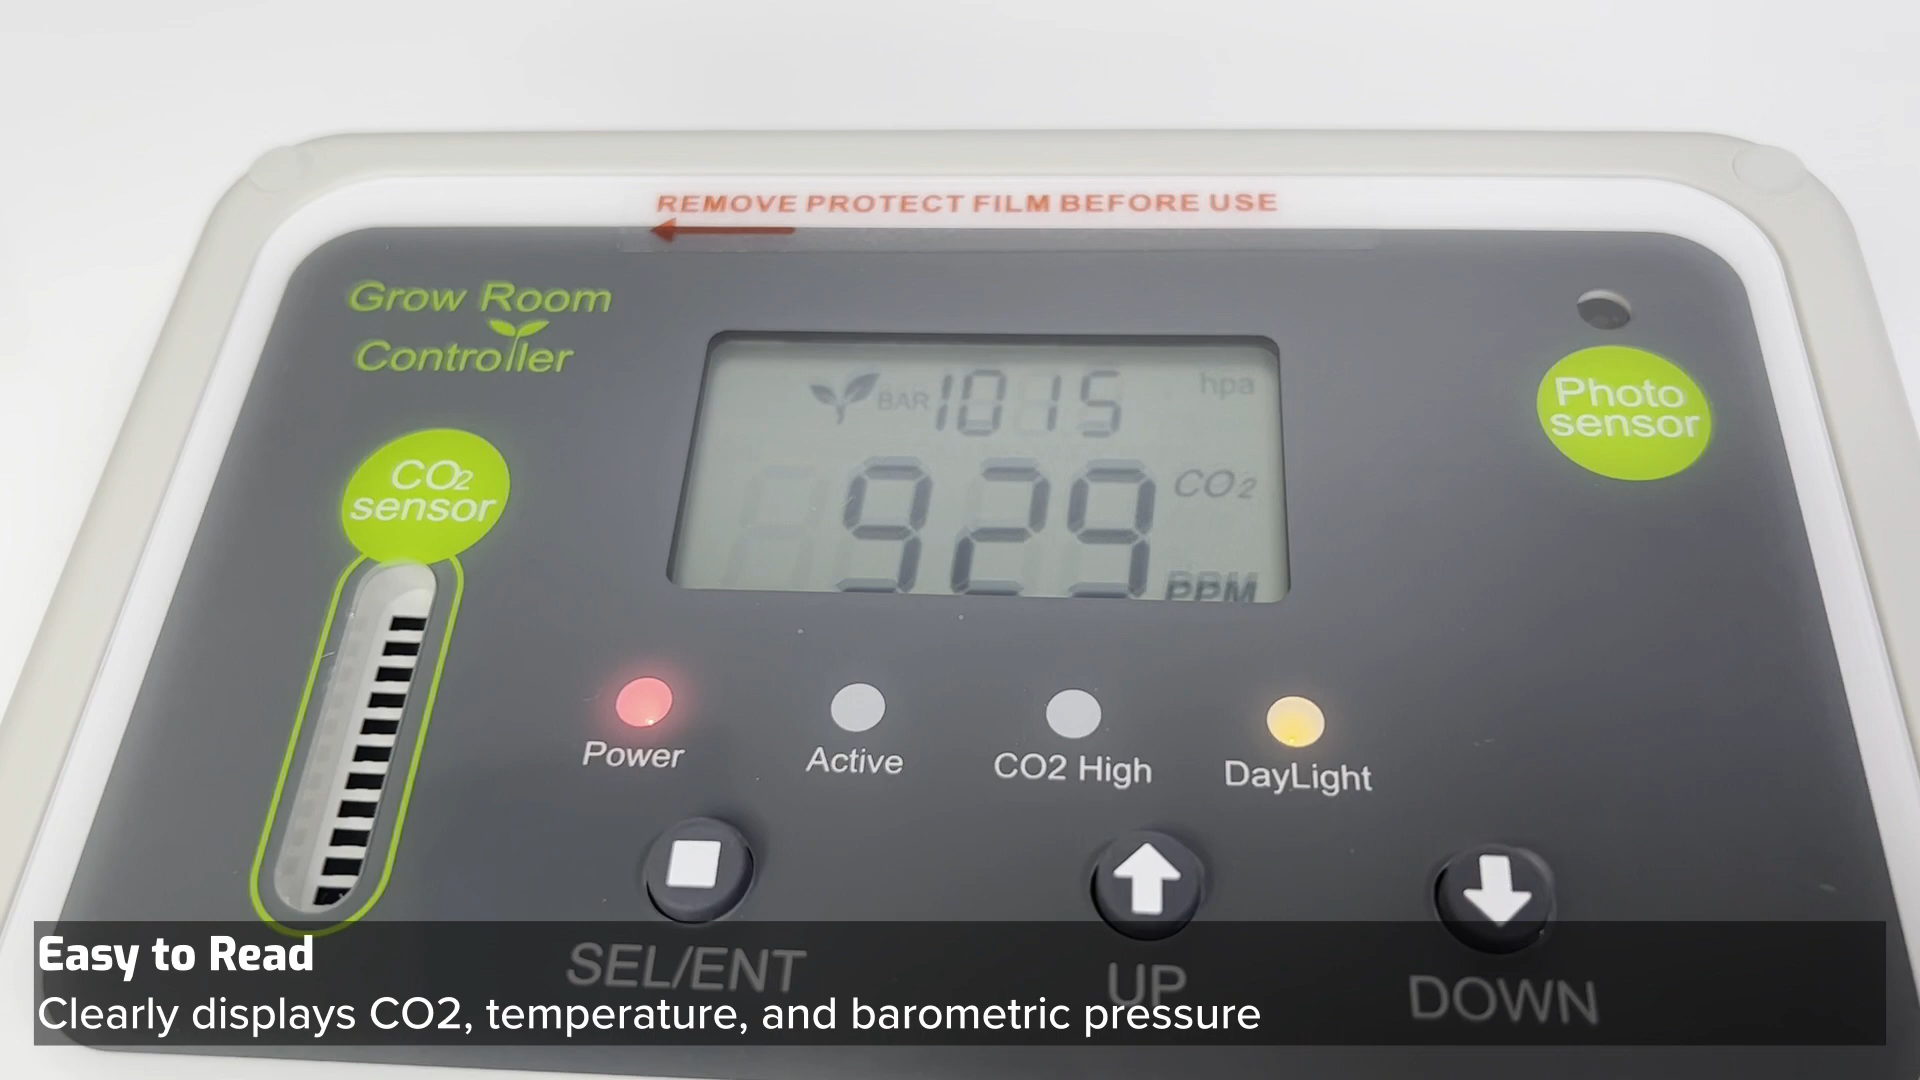 REMOVE PROTECT FILM BEFORE USE
Grow Room
Controller
BAR 1015 hpa
929 CO2
PPM
CO2
sensor
Photo
sensor
Power
Active
CO2 High
DayLight
SEL/ENT
UP
DOWN
Easy to Read
Clearly displays CO2, temperature, and barometric pressure